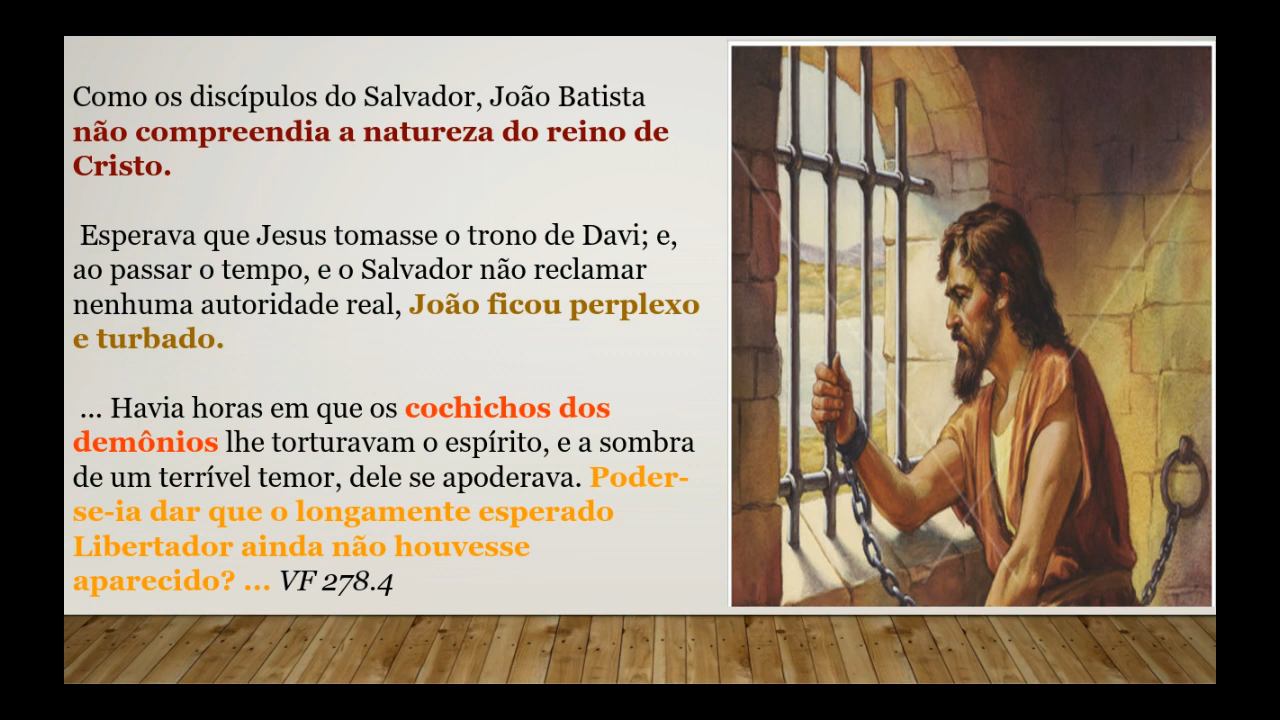 Como os discípulos do Salvador, João Batista
não compreendia a natureza do reino de
Cristo.
Esperava que Jesus tomasse o trono de Davi; e,
ao passar o tempo, e o Salvador não reclamar
nenhuma autoridade real, João ficou perplexo
e turbado.
... Havia horas em que os cochichos dos
demônios lhe torturavam o espírito, e a sombra
de um terrível temor, dele se apoderava. Poder-
se-ia dar que o longamente esperado
Libertador ainda não houvesse
aparecido? ... VF 278.4